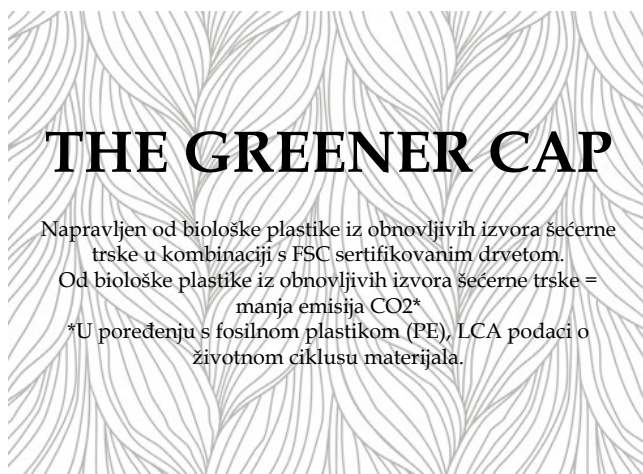 THE GREENER CAP
Napravljen od biološke plastike iz obnovljivih izvora šećerne
trske u kombinaciji s FSC sertifikovanim drvetom.
Od biološke plastike iz obnovljivih izvora šećerne trske =
manja emisija CO2*
*U poređenju s fosilnom plastikom (PE), LCA podaci o
životnom ciklusu materijala.